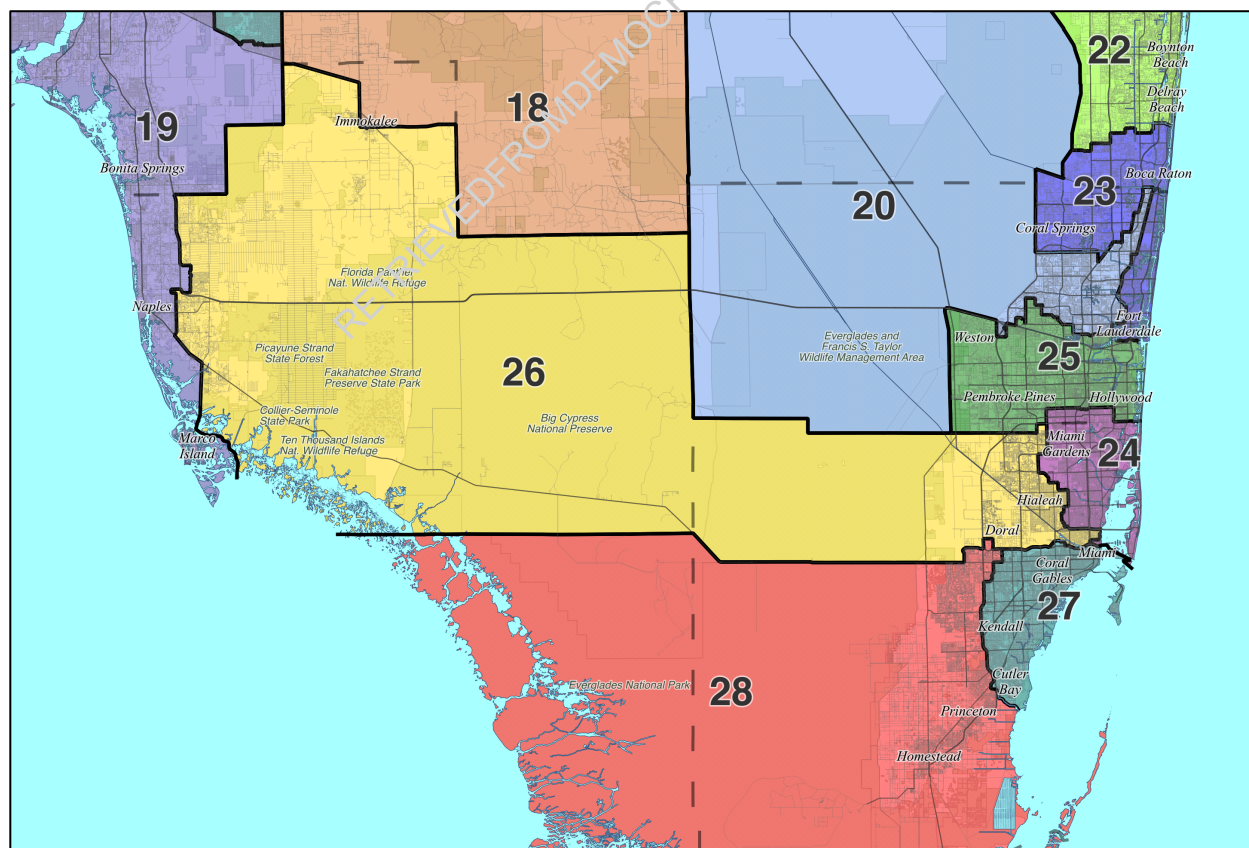 RETRIEVEDFROMDEMOC
22
Boynton
Beach
Delray
Beach
19
18
Immokalee
Bonita Springs
23
Boca Raton
20
Coral Springs
Florida Panther
Nat. Wildlife Refuge
Naples
Fort
Lauderdale
Weston
Everglades and
Francis S. Taylor
Wildlife Management Area
25
Picayune Strand
State Forest
Fakahatchee Strand
Preserve State Park
26
Pembroke Pines
Hollywood
Collier-Seminole
State Park
Big Cypress
National Preserve
Marco
Island
Ten Thousand Islands
Nat. Wildlife Refuge
Miami
Gardens
24
Hialeah
Doral
Miami
Coral
Gables
27
Kendall
Everglades National Park
28
Cutler
Bay
Princeton
Homestead